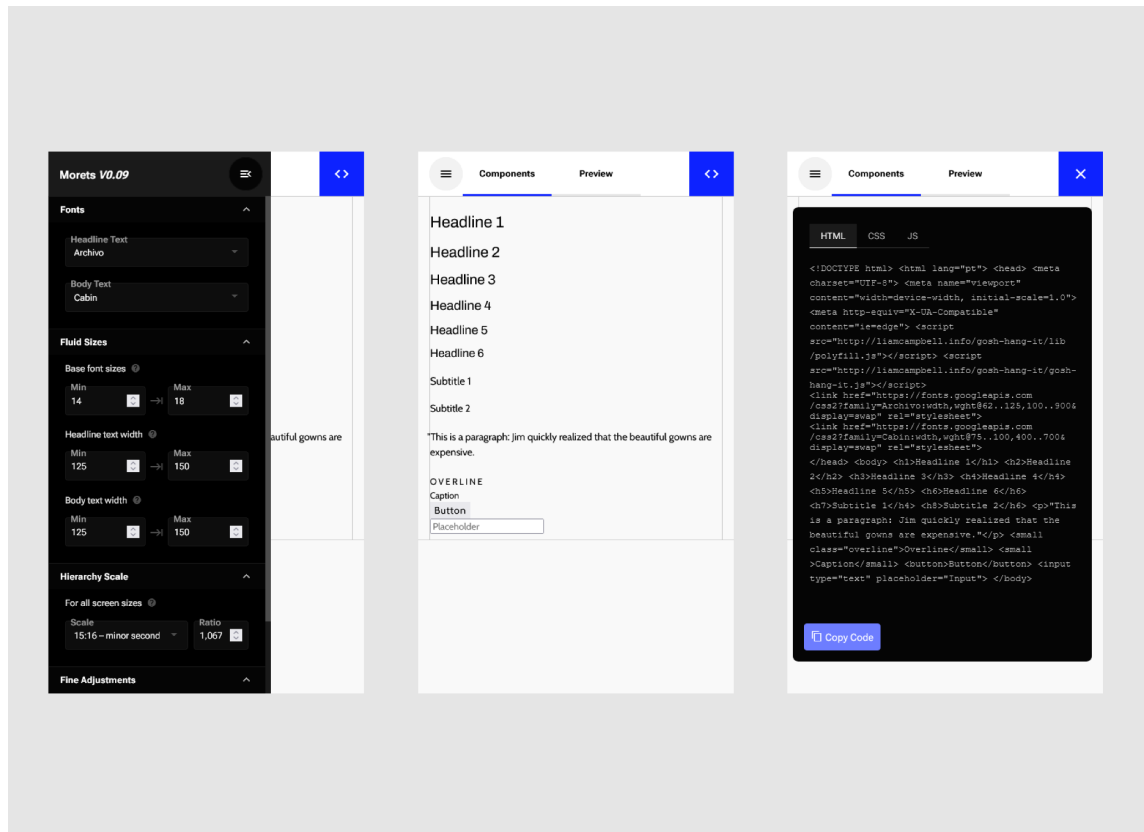 Morets V0.09
<>
Fonts
Headline Text
Archivo
Body Text
Cabin
Fluid Sizes
Base font sizes ?
Min Max
14 18
Headline text width ?
Min Max
125 150
Body text width ?
Min Max
125 150
Hierarchy Scale
For all screen sizes ?
Scale Ratio
15:16 – minor second 1,067
Fine Adjustments
autiful gowns are
Components Preview <>
Headline 1
Headline 2
Headline 3
Headline 4
Headline 5
Headline 6
Subtitle 1
Subtitle 2
"This is a paragraph: Jim quickly realized that the beautiful gowns are
expensive.
OVERLINE
Caption
Button
Placeholder
Components Preview
HTML CSS JS
<!DOCTYPE html> <html lang="pt"> <head> <meta
charset="UTF-8"> <meta name="viewport"
content="width=device-width, initial-scale=1.0">
<meta http-equiv="X-UA-Compatible"
content="ie=edge"> <script
src="http://liamcampbell.info/gosh-hang-it/lib
/polyfill.js"></script> <script
src="http://liamcampbell.info/gosh-hang-it/gosh-
hang-it.js"></script>
<link href="https://fonts.googleapis.com
/css2?family=Archivo:wdth,wght@62..125,100..900&
display=swap" rel="stylesheet">
<link href="https://fonts.googleapis.com
/css2?family=Cabin:wdth,wght@75..100,400..700&
display=swap" rel="stylesheet">
</head> <body> <h1>Headline 1</h1> <h2>Headline
2</h2> <h3>Headline 3</h3> <h4>Headline 4</h4>
<h5>Headline 5</h5> <h6>Headline 6</h6>
<h7>Subtitle 1</h4> <h8>Subtitle 2</h6> <p>"This
is a paragraph: Jim quickly realized that the
beautiful gowns are expensive."</p> <small
class="overline">Overline</small> <small
>Caption</small> <button>Button</button> <input
type="text" placeholder="Input"> </body>
Copy Code